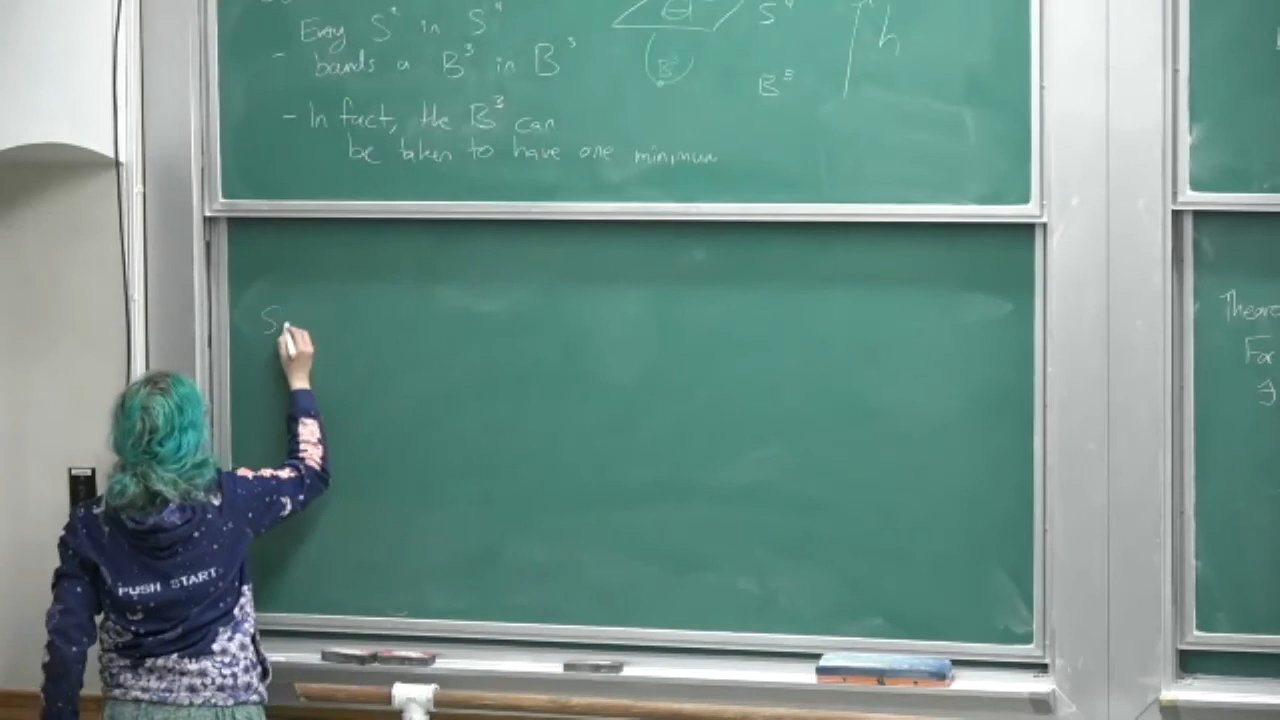 Every S² in S⁴
- bounds a B³ in B⁵
- In fact, the B³ can
be taken to have one minimum
S⁴
B³
B⁵
h
S
Theore
For
∃
PUSH START